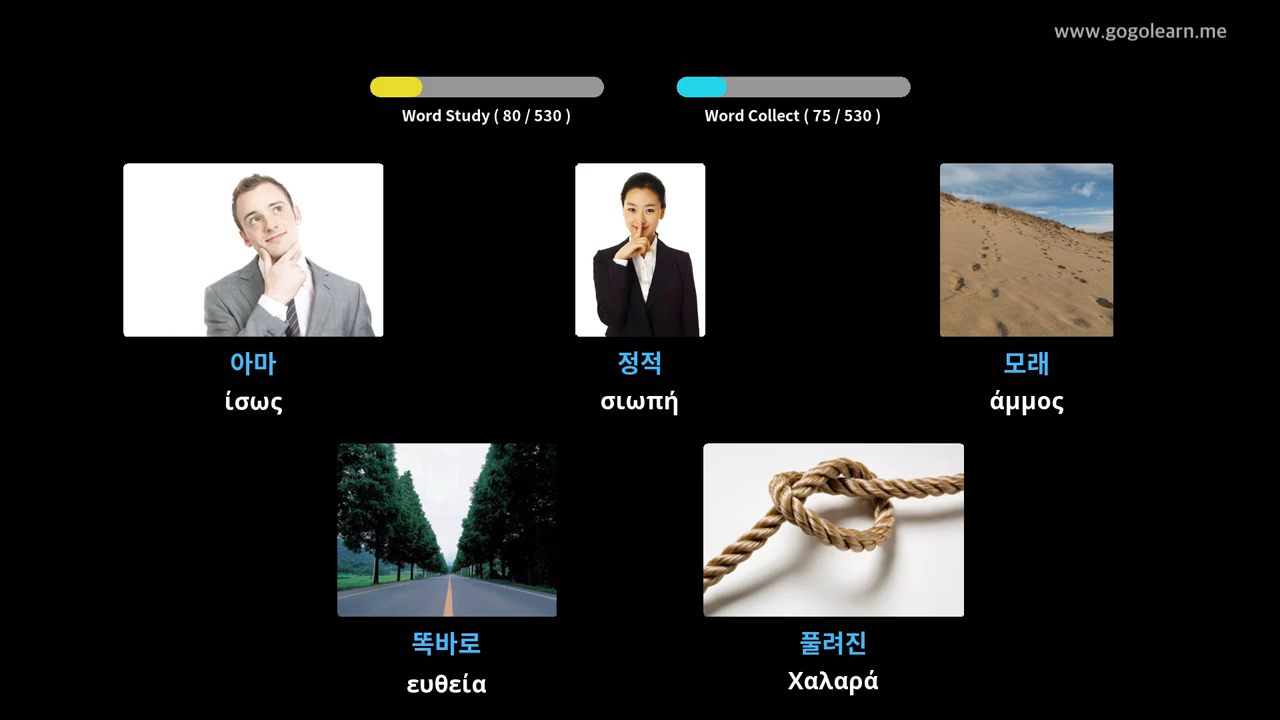 www.gogolearn.me
Word Study ( 80 / 530 )
Word Collect ( 75 / 530 )
아마
ίσως
정적
σιωπή
모래
άμμος
똑바로
ευθεία
풀려진
Χαλαρά